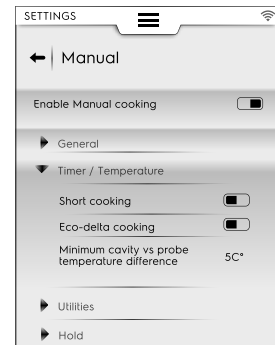 SETTINGS
Manual
Enable Manual cooking
General
Timer / Temperature
Short cooking
Eco-delta cooking
Minimum cavity vs probe
temperature difference 5C°
Utilities
Hold